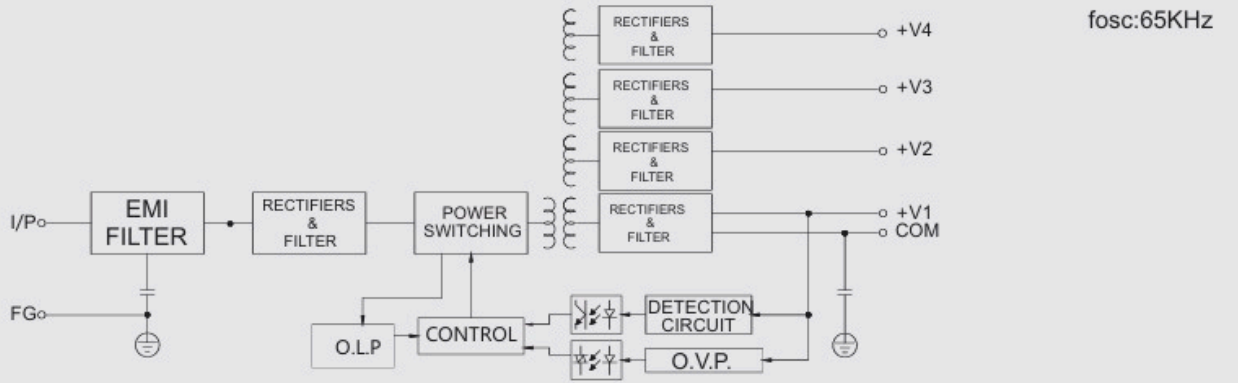 fosc:65KHz
RECTIFIERS
&
FILTER
+V4
RECTIFIERS
&
FILTER
+V3
RECTIFIERS
&
FILTER
+V2
I/P
EMI
FILTER
RECTIFIERS
&
FILTER
POWER
SWITCHING
RECTIFIERS
&
FILTER
+V1
COM
FG
O.L.P
CONTROL
DETECTION
CIRCUIT
O.V.P.